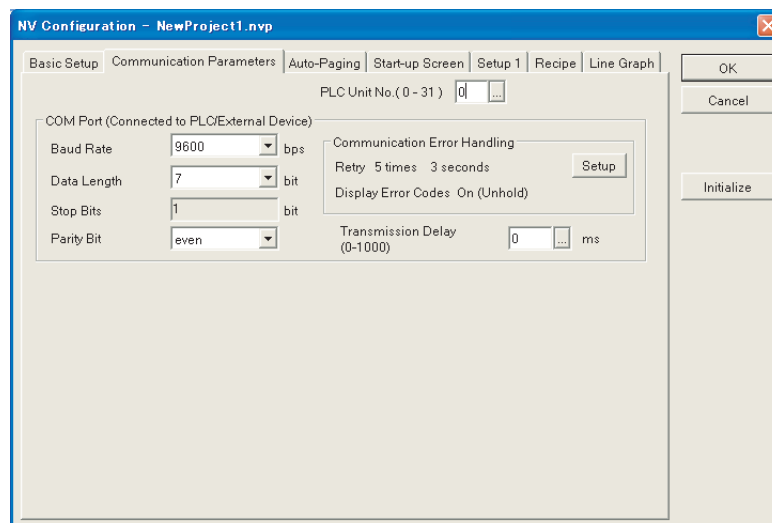 NV Configuration - NewProject1.nvp
Basic Setup Communication Parameters Auto-Paging Start-up Screen Setup 1 Recipe Line Graph
OK
PLC Unit No.( 0 - 31 ) 0 ...
Cancel
COM Port (Connected to PLC/External Device)
Baud Rate 9600 bps
Communication Error Handling
Retry 5 times 3 seconds Setup
Data Length 7 bit
Display Error Codes On (Unhold)
Initialize
Stop Bits 1 bit
Parity Bit even
Transmission Delay 0 ... ms
(0-1000)